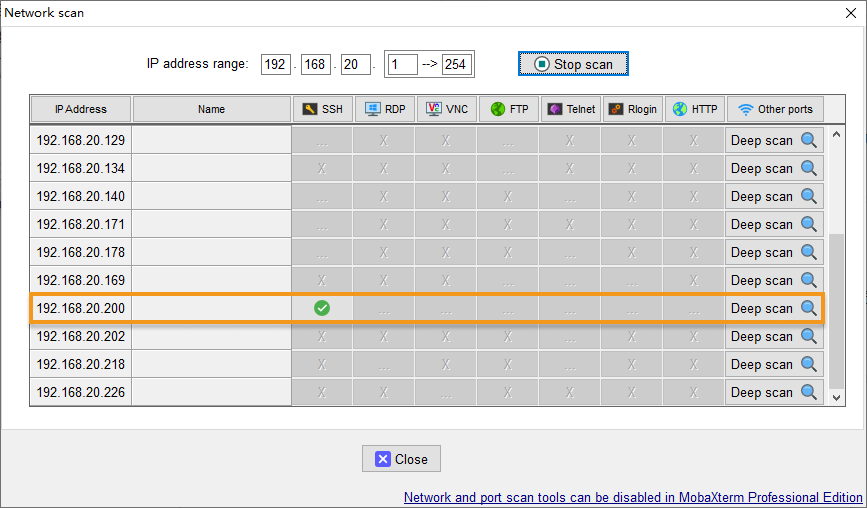 Network scan
IP address range: 192 . 168 . 20 . 1 --> 254 Stop scan
IP Address Name SSH RDP VNC FTP Telnet Rlogin HTTP Other ports
192.168.20.129 ... X X ... X X X Deep scan
192.168.20.134 X X X ... X X X Deep scan
192.168.20.140 ... X X X ... X X Deep scan
192.168.20.171 ... X X X X X X Deep scan
192.168.20.178 ... X X X ... X X Deep scan
192.168.20.169 X X X ... ... ... X Deep scan
192.168.20.200 ... ... ... ... ... ... Deep scan
192.168.20.202 X X X X X X X Deep scan
192.168.20.218 X ... X X ... X X Deep scan
192.168.20.226 X X ... X X X X Deep scan
Close
Network and port scan tools can be disabled in MobaXterm Professional Edition